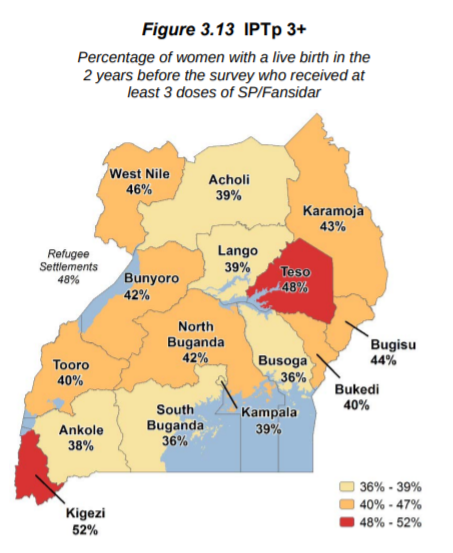 Figure 3.13 IPTp 3+
Percentage of women with a live birth in the
2 years before the survey who received at
least 3 doses of SP/Fansidar
West Nile
46%
Acholi
39%
Karamoja
43%
Refugee
Settlements
48%
Lango
39%
Teso
48%
Bunyoro
42%
North
Buganda
42%
Bugisu
44%
Busoga
36%
Tooro
40%
Bukedi
40%
South
Buganda
36%
Kampala
39%
Ankole
38%
Kigezi
52%
36% - 39%
40% - 47%
48% - 52%